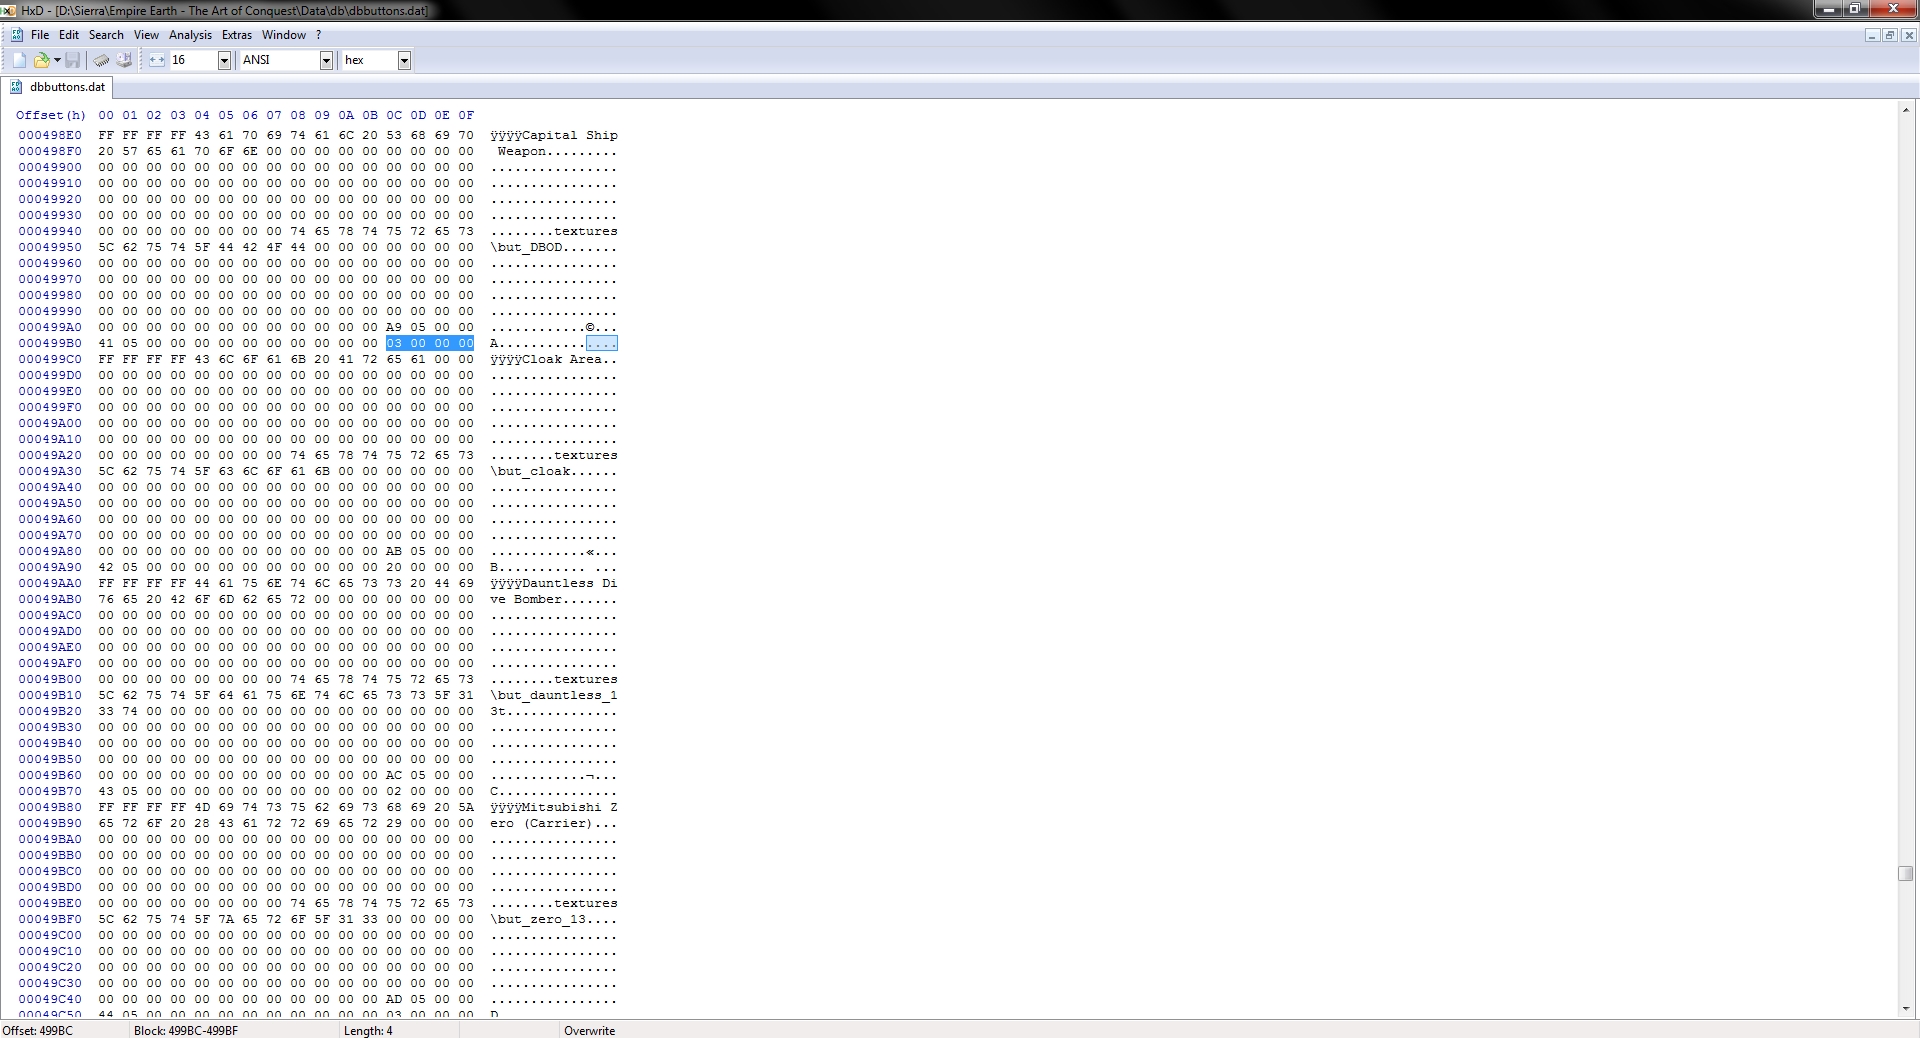 HxD - [D:\Sierra\Empire Earth - The Art of Conquest\Data\db\dbbuttons.dat]
File Edit Search View Analysis Extras Window ?
16 ANSI hex
dbbuttons.dat
Offset(h) 00 01 02 03 04 05 06 07 08 09 0A 0B 0C 0D 0E 0F
000498E0 FF FF FF FF 43 61 70 69 74 61 6C 20 53 68 69 70 ÿÿÿÿCapital Ship
000498F0 20 57 65 61 70 6F 6E 00 00 00 00 00 00 00 00 00  Weapon.........
00049900 00 00 00 00 00 00 00 00 00 00 00 00 00 00 00 00 ................
00049910 00 00 00 00 00 00 00 00 00 00 00 00 00 00 00 00 ................
00049920 00 00 00 00 00 00 00 00 00 00 00 00 00 00 00 00 ................
00049930 00 00 00 00 00 00 00 00 00 00 00 00 00 00 00 00 ................
00049940 00 00 00 00 00 00 00 00 74 65 78 74 75 72 65 73 ........textures
00049950 5C 62 75 74 5F 44 42 4F 44 00 00 00 00 00 00 00 \but_DBOD.......
00049960 00 00 00 00 00 00 00 00 00 00 00 00 00 00 00 00 ................
00049970 00 00 00 00 00 00 00 00 00 00 00 00 00 00 00 00 ................
00049980 00 00 00 00 00 00 00 00 00 00 00 00 00 00 00 00 ................
00049990 00 00 00 00 00 00 00 00 00 00 00 00 00 00 00 00 ................
000499A0 00 00 00 00 00 00 00 00 00 00 00 00 A9 05 00 00 ............©...
000499B0 41 05 00 00 00 00 00 00 00 00 00 00 03 00 00 00 A...............
000499C0 FF FF FF FF 43 6C 6F 61 6B 20 41 72 65 61 00 00 ÿÿÿÿCloak Area..
000499D0 00 00 00 00 00 00 00 00 00 00 00 00 00 00 00 00 ................
000499E0 00 00 00 00 00 00 00 00 00 00 00 00 00 00 00 00 ................
000499F0 00 00 00 00 00 00 00 00 00 00 00 00 00 00 00 00 ................
00049A00 00 00 00 00 00 00 00 00 00 00 00 00 00 00 00 00 ................
00049A10 00 00 00 00 00 00 00 00 00 00 00 00 00 00 00 00 ................
00049A20 00 00 00 00 00 00 00 00 74 65 78 74 75 72 65 73 ........textures
00049A30 5C 62 75 74 5F 63 6C 6F 61 6B 00 00 00 00 00 00 \but_cloak......
00049A40 00 00 00 00 00 00 00 00 00 00 00 00 00 00 00 00 ................
00049A50 00 00 00 00 00 00 00 00 00 00 00 00 00 00 00 00 ................
00049A60 00 00 00 00 00 00 00 00 00 00 00 00 00 00 00 00 ................
00049A70 00 00 00 00 00 00 00 00 00 00 00 00 00 00 00 00 ................
00049A80 00 00 00 00 00 00 00 00 00 00 00 00 AB 05 00 00 ............«...
00049A90 42 05 00 00 00 00 00 00 00 00 00 00 20 00 00 00 B........... ...
00049AA0 FF FF FF FF 44 61 75 6E 74 6C 65 73 73 20 44 69 ÿÿÿÿDauntless Di
00049AB0 76 65 20 42 6F 6D 62 65 72 00 00 00 00 00 00 00 ve Bomber.......
00049AC0 00 00 00 00 00 00 00 00 00 00 00 00 00 00 00 00 ................
00049AD0 00 00 00 00 00 00 00 00 00 00 00 00 00 00 00 00 ................
00049AE0 00 00 00 00 00 00 00 00 00 00 00 00 00 00 00 00 ................
00049AF0 00 00 00 00 00 00 00 00 00 00 00 00 00 00 00 00 ................
00049B00 00 00 00 00 00 00 00 00 74 65 78 74 75 72 65 73 ........textures
00049B10 5C 62 75 74 5F 64 61 75 6E 74 6C 65 73 73 5F 31 \but_dauntless_1
00049B20 33 74 00 00 00 00 00 00 00 00 00 00 00 00 00 00 3t..............
00049B30 00 00 00 00 00 00 00 00 00 00 00 00 00 00 00 00 ................
00049B40 00 00 00 00 00 00 00 00 00 00 00 00 00 00 00 00 ................
00049B50 00 00 00 00 00 00 00 00 00 00 00 00 00 00 00 00 ................
00049B60 00 00 00 00 00 00 00 00 00 00 00 00 AC 05 00 00 ............¬...
00049B70 43 05 00 00 00 00 00 00 00 00 00 00 02 00 00 00 C...............
00049B80 FF FF FF FF 4D 69 74 73 75 62 69 73 68 69 20 5A ÿÿÿÿMitsubishi Z
00049B90 65 72 6F 20 28 43 61 72 72 69 65 72 29 00 00 00 ero (Carrier)...
00049BA0 00 00 00 00 00 00 00 00 00 00 00 00 00 00 00 00 ................
00049BB0 00 00 00 00 00 00 00 00 00 00 00 00 00 00 00 00 ................
00049BC0 00 00 00 00 00 00 00 00 00 00 00 00 00 00 00 00 ................
00049BD0 00 00 00 00 00 00 00 00 00 00 00 00 00 00 00 00 ................
00049BE0 00 00 00 00 00 00 00 00 74 65 78 74 75 72 65 73 ........textures
00049BF0 5C 62 75 74 5F 7A 65 72 6F 5F 31 33 00 00 00 00 \but_zero_13....
00049C00 00 00 00 00 00 00 00 00 00 00 00 00 00 00 00 00 ................
00049C10 00 00 00 00 00 00 00 00 00 00 00 00 00 00 00 00 ................
00049C20 00 00 00 00 00 00 00 00 00 00 00 00 00 00 00 00 ................
00049C30 00 00 00 00 00 00 00 00 00 00 00 00 00 00 00 00 ................
00049C40 00 00 00 00 00 00 00 00 00 00 00 00 AD 05 00 00 ................
00049C50 44 05 00 00 00 00 00 00 00 00 00 00 03 00 00 00 D
Offset: 499BC Block: 499BC-499BF Length: 4 Overwrite